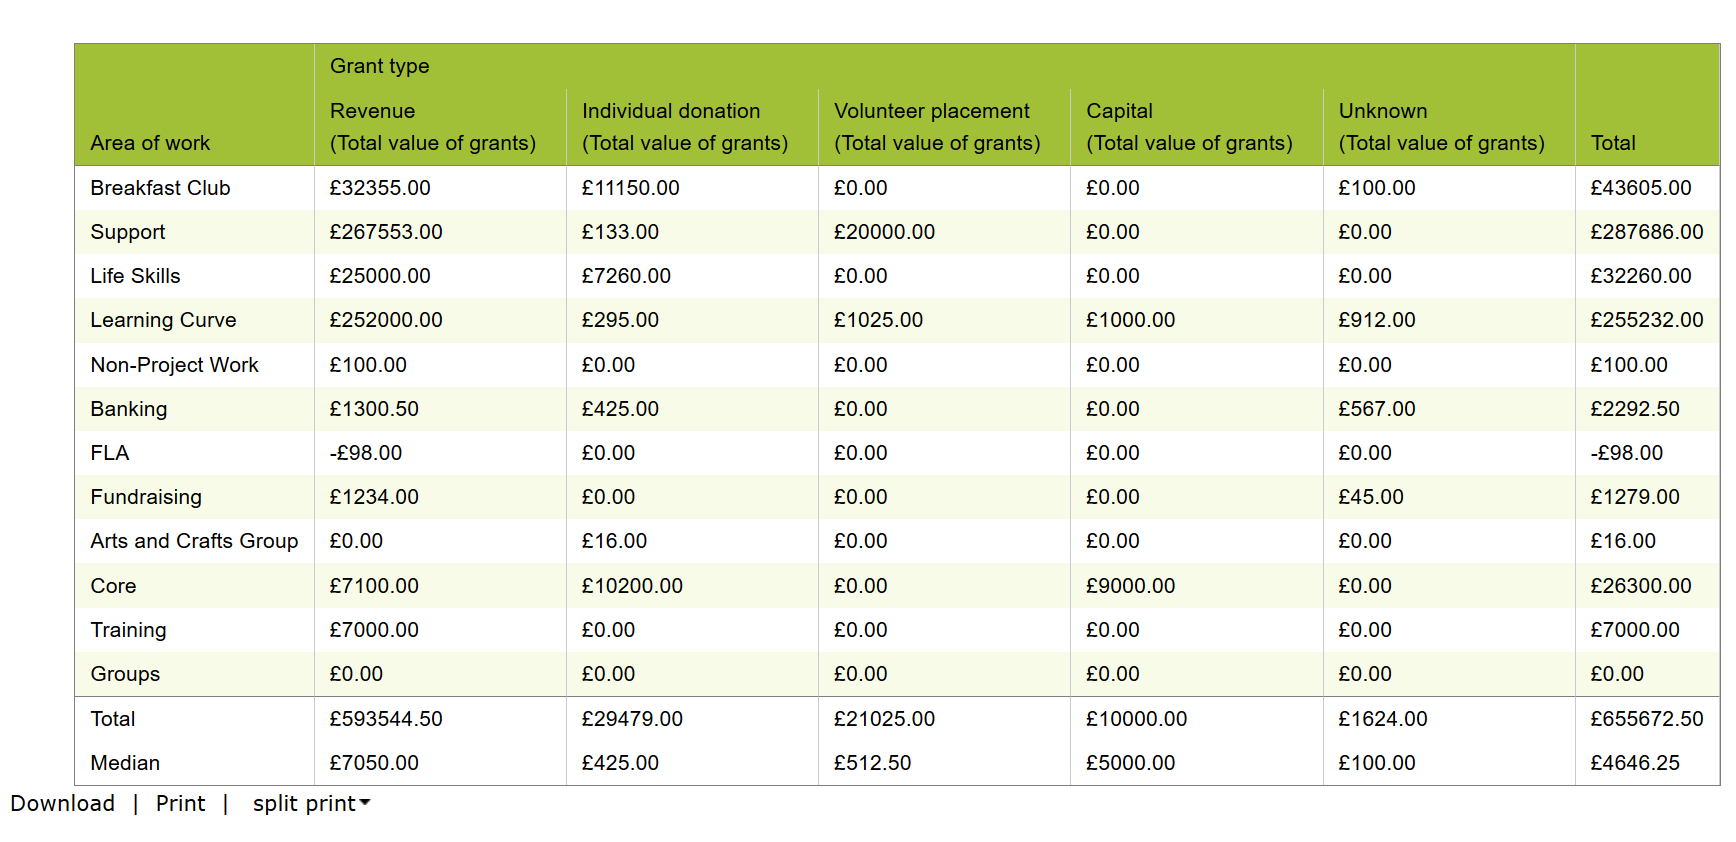 Grant type
Revenue Individual donation Volunteer placement Capital Unknown
Area of work (Total value of grants) (Total value of grants) (Total value of grants) (Total value of grants) (Total value of grants) Total
Breakfast Club £32355.00 £11150.00 £0.00 £0.00 £100.00 £43605.00
Support £267553.00 £133.00 £20000.00 £0.00 £0.00 £287686.00
Life Skills £25000.00 £7260.00 £0.00 £0.00 £0.00 £32260.00
Learning Curve £252000.00 £295.00 £1025.00 £1000.00 £912.00 £255232.00
Non-Project Work £100.00 £0.00 £0.00 £0.00 £0.00 £100.00
Banking £1300.50 £425.00 £0.00 £0.00 £567.00 £2292.50
FLA -£98.00 £0.00 £0.00 £0.00 £0.00 -£98.00
Fundraising £1234.00 £0.00 £0.00 £0.00 £45.00 £1279.00
Arts and Crafts Group £0.00 £16.00 £0.00 £0.00 £0.00 £16.00
Core £7100.00 £10200.00 £0.00 £9000.00 £0.00 £26300.00
Training £7000.00 £0.00 £0.00 £0.00 £0.00 £7000.00
Groups £0.00 £0.00 £0.00 £0.00 £0.00 £0.00
Total £593544.50 £29479.00 £21025.00 £10000.00 £1624.00 £655672.50
Median £7050.00 £425.00 £512.50 £5000.00 £100.00 £4646.25
Download | Print | split print